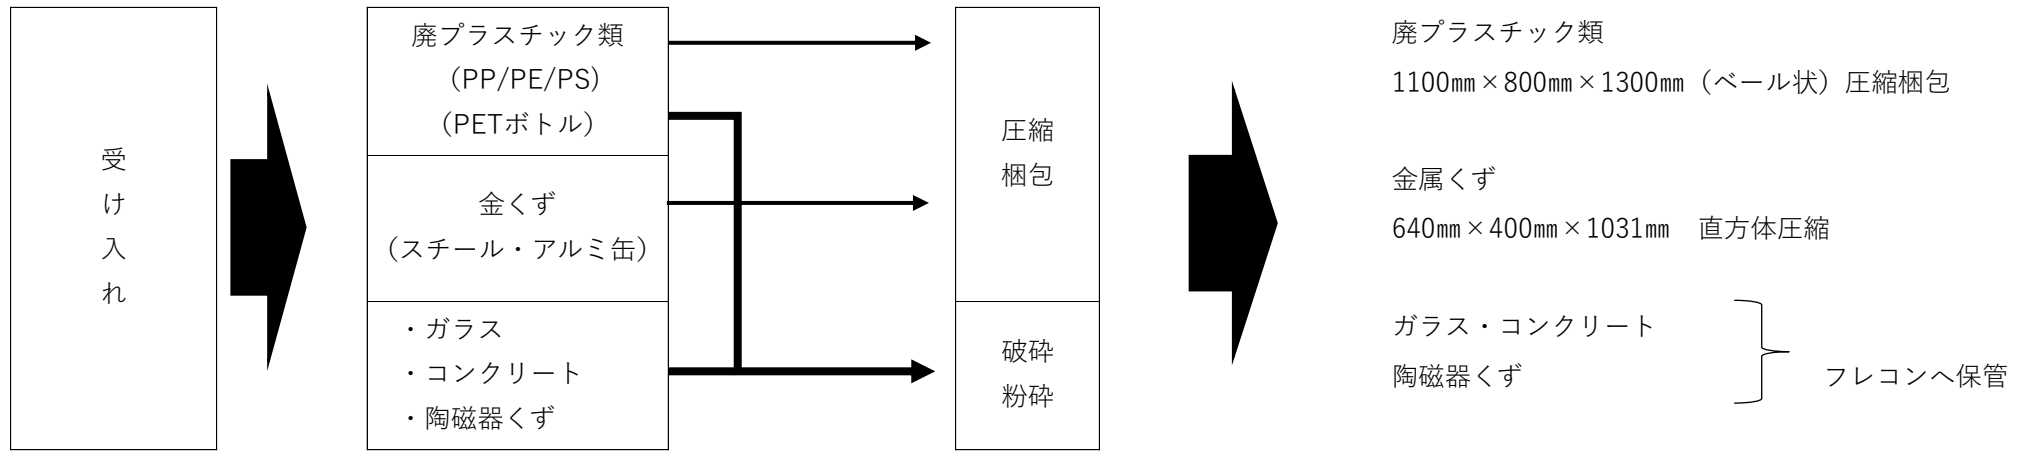 受け入れ
廃プラスチック類
（PP/PE/PS）
（PETボトル）
金くず
（スチール・アルミ缶）
・ガラス
・コンクリート
・陶磁器くず
圧縮
梱包
破砕
粉砕
廃プラスチック類
1100㎜×800㎜×1300㎜（ベール状）圧縮梱包
金属くず
640㎜×400㎜×1031㎜　直方体圧縮
ガラス・コンクリート
陶磁器くず
フレコンへ保管